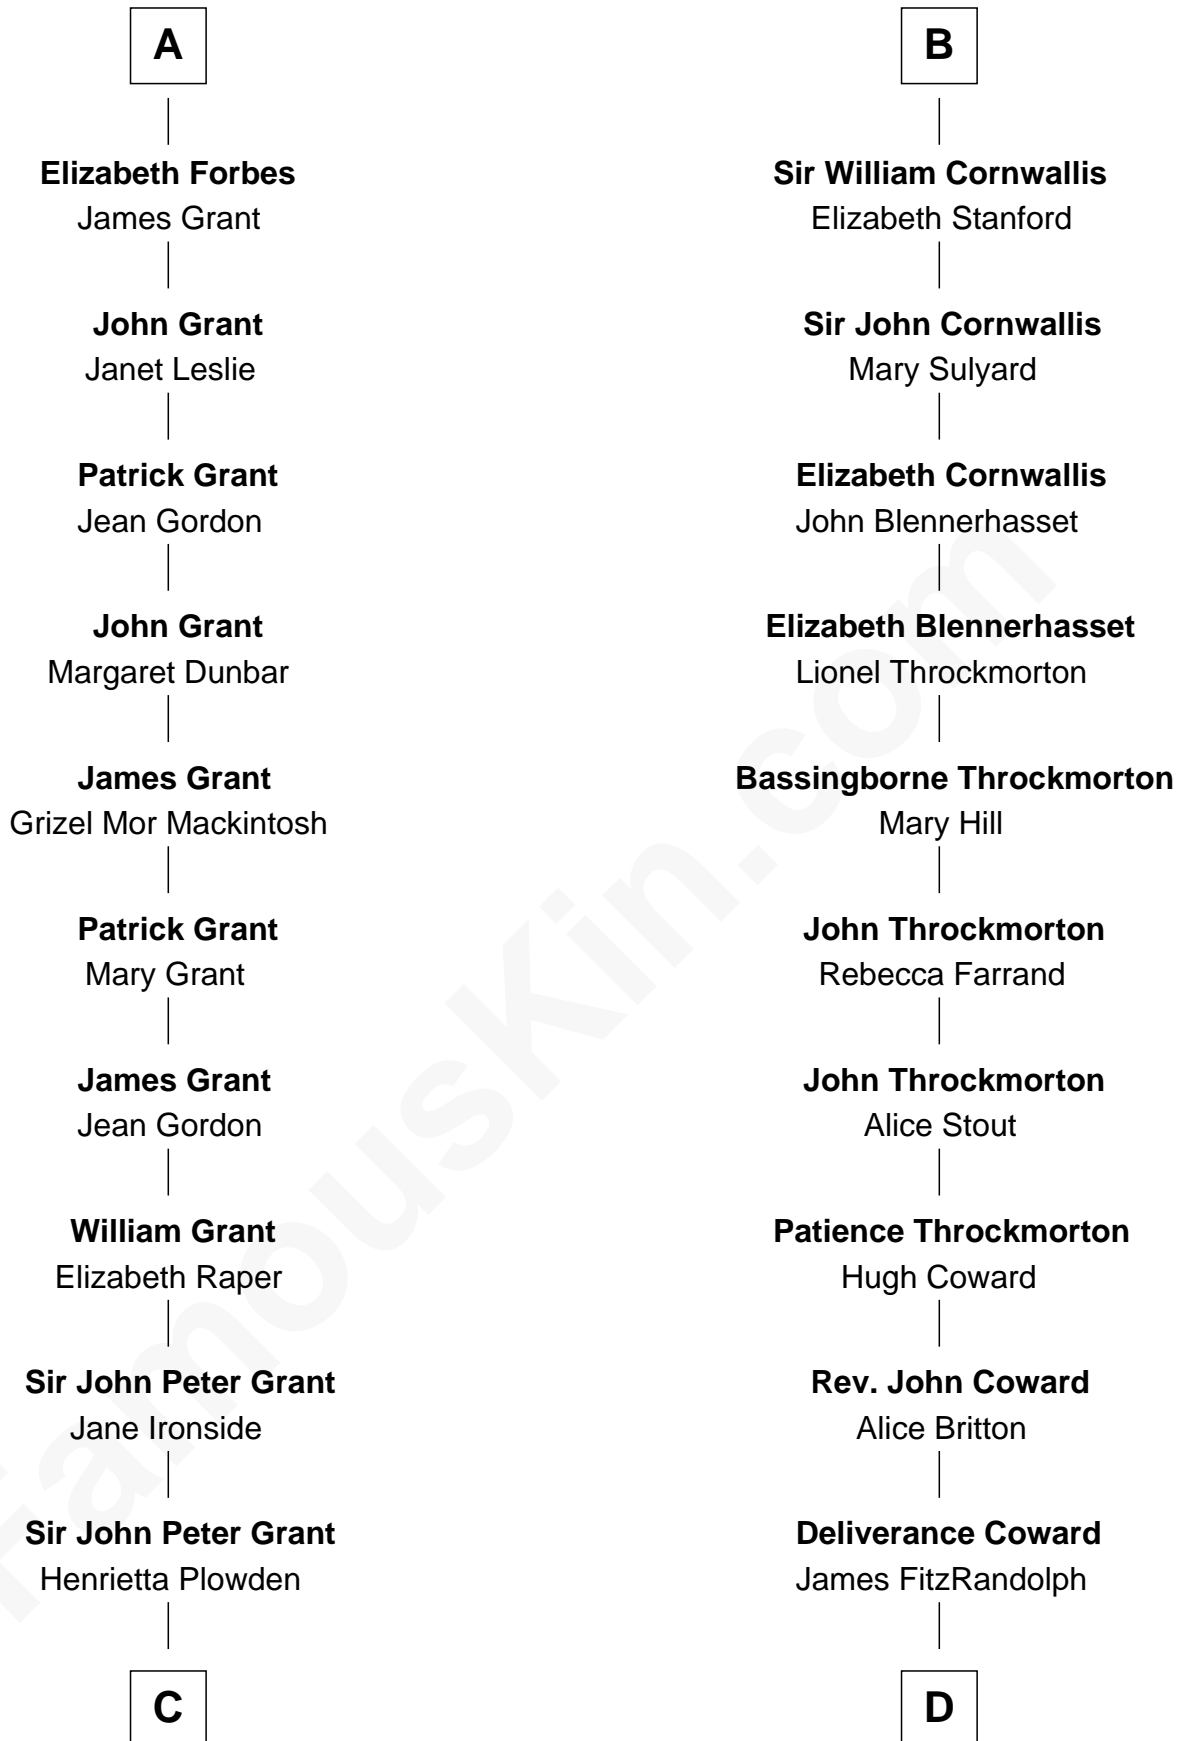 A
Elizabeth Forbes
James Grant
John Grant
Janet Leslie
Patrick Grant
Jean Gordon
John Grant
Margaret Dunbar
James Grant
Grizel Mor Mackintosh
Patrick Grant
Mary Grant
James Grant
Jean Gordon
William Grant
Elizabeth Raper
Sir John Peter Grant
Jane Ironside
Sir John Peter Grant
Henrietta Plowden
C
B
Sir William Cornwallis
Elizabeth Stanford
Sir John Cornwallis
Mary Sulyard
Elizabeth Cornwallis
John Blennerhasset
Elizabeth Blennerhasset
Lionel Throckmorton
Bassingborne Throckmorton
Mary Hill
John Throckmorton
Rebecca Farrand
John Throckmorton
Alice Stout
Patience Throckmorton
Hugh Coward
Rev. John Coward
Alice Britton
Deliverance Coward
James FitzRandolph
D
FamousKin.com